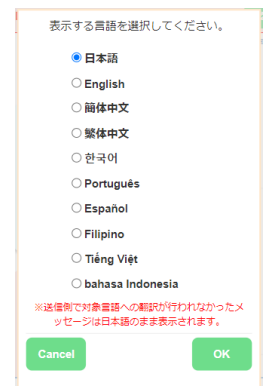 表示する言語を選択してください。
日本語
English
简体中文
繁体中文
한국어
Português
Español
Filipino
Tiếng Việt
bahasa Indonesia
※送信側で対象言語への翻訳が行われなかったメ
ッセージは日本語のまま表示されます。
Cancel OK